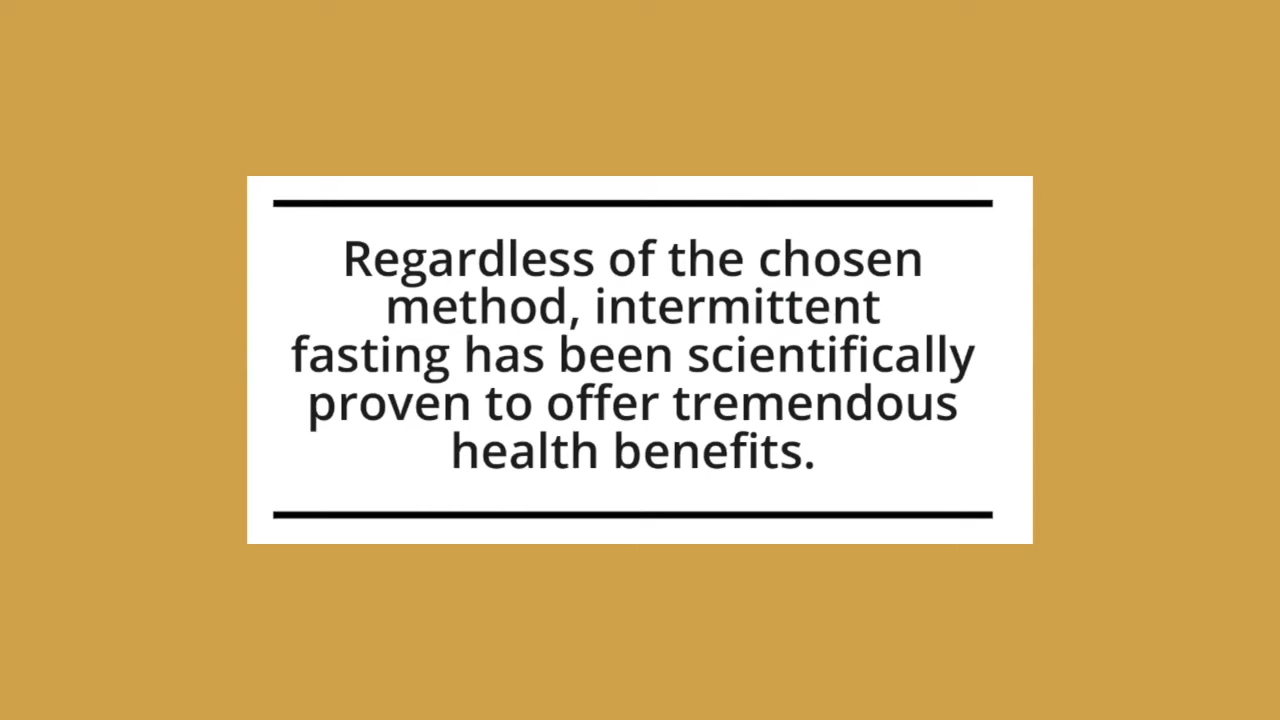 Regardless of the chosen
method, intermittent
fasting has been scientifically
proven to offer tremendous
health benefits.